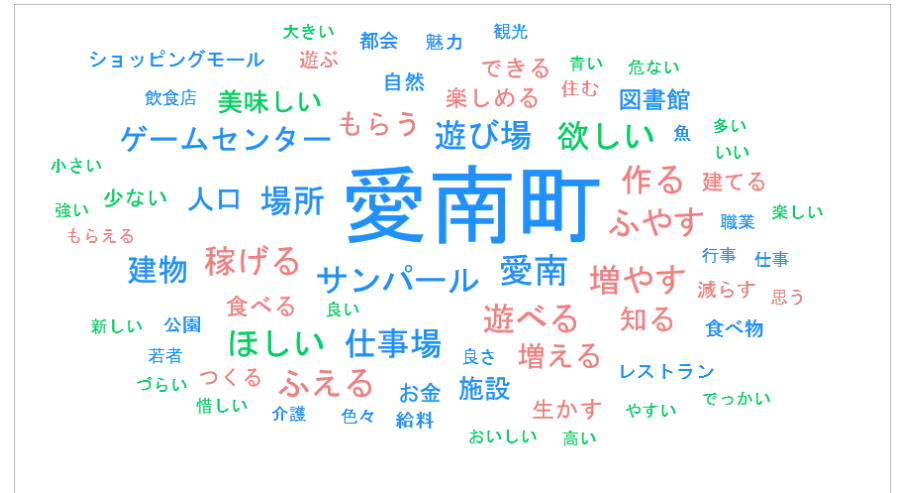 大きい 都会 魅力 観光
ショッピングモール 遊ぶ できる 青い 危ない
自然 住む
飲食店 美味しい 楽しめる 図書館
ゲームセンター もらう 遊び場 欲しい 魚 多い
小さい いい
強い 少ない 人口 場所 愛南町 作る 建てる
もらえる ふやす 職業 楽しい
建物 稼げる サンパール 愛南 増やす 行事 仕事
減らす 思う
食べる 良い 遊べる 知る 食べ物
新しい 公園 ほしい 仕事場
若者 良さ 増える レストラン
づらい つくる ふえる お金 施設
惜しい 介護 色々 給料 生かす やすい でっかい
おいしい 高い